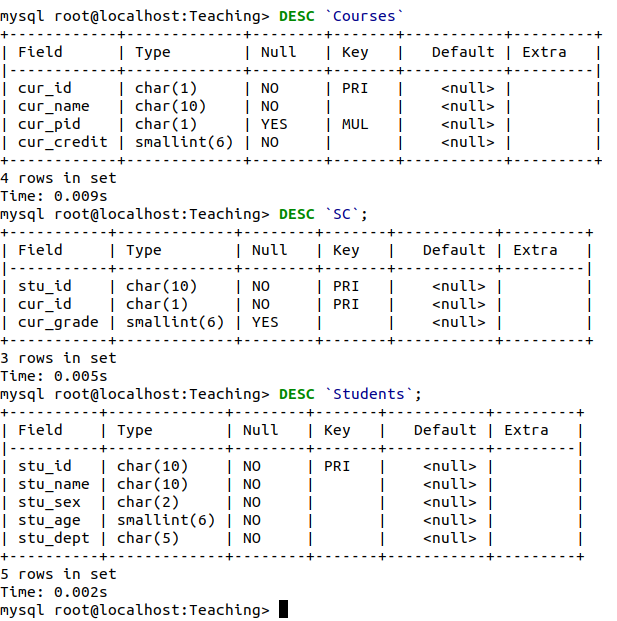 mysql root@localhost:Teaching> DESC `Courses`
+------------+-------------+--------+-------+-----------+---------+
| Field      | Type        | Null   | Key   |   Default | Extra   |
|------------+-------------+--------+-------+-----------+---------|
| cur_id     | char(1)     | NO     | PRI   |    <null> |         |
| cur_name   | char(10)    | NO     |       |    <null> |         |
| cur_pid    | char(1)     | YES    | MUL   |    <null> |         |
| cur_credit | smallint(6) | NO     |       |    <null> |         |
+------------+-------------+--------+-------+-----------+---------+
4 rows in set
Time: 0.009s
mysql root@localhost:Teaching> DESC `SC`;
+-----------+-------------+--------+-------+-----------+---------+
| Field     | Type        | Null   | Key   |   Default | Extra   |
|-----------+-------------+--------+-------+-----------+---------|
| stu_id    | char(10)    | NO     | PRI   |    <null> |         |
| cur_id    | char(1)     | NO     | PRI   |    <null> |         |
| cur_grade | smallint(6) | YES    |       |    <null> |         |
+-----------+-------------+--------+-------+-----------+---------+
3 rows in set
Time: 0.005s
mysql root@localhost:Teaching> DESC `Students`;
+----------+-------------+--------+-------+-----------+---------+
| Field    | Type        | Null   | Key   |   Default | Extra   |
|----------+-------------+--------+-------+-----------+---------|
| stu_id   | char(10)    | NO     | PRI   |    <null> |         |
| stu_name | char(10)    | NO     |       |    <null> |         |
| stu_sex  | char(2)     | NO     |       |    <null> |         |
| stu_age  | smallint(6) | NO     |       |    <null> |         |
| stu_dept | char(5)     | NO     |       |    <null> |         |
+----------+-------------+--------+-------+-----------+---------+
5 rows in set
Time: 0.002s
mysql root@localhost:Teaching>